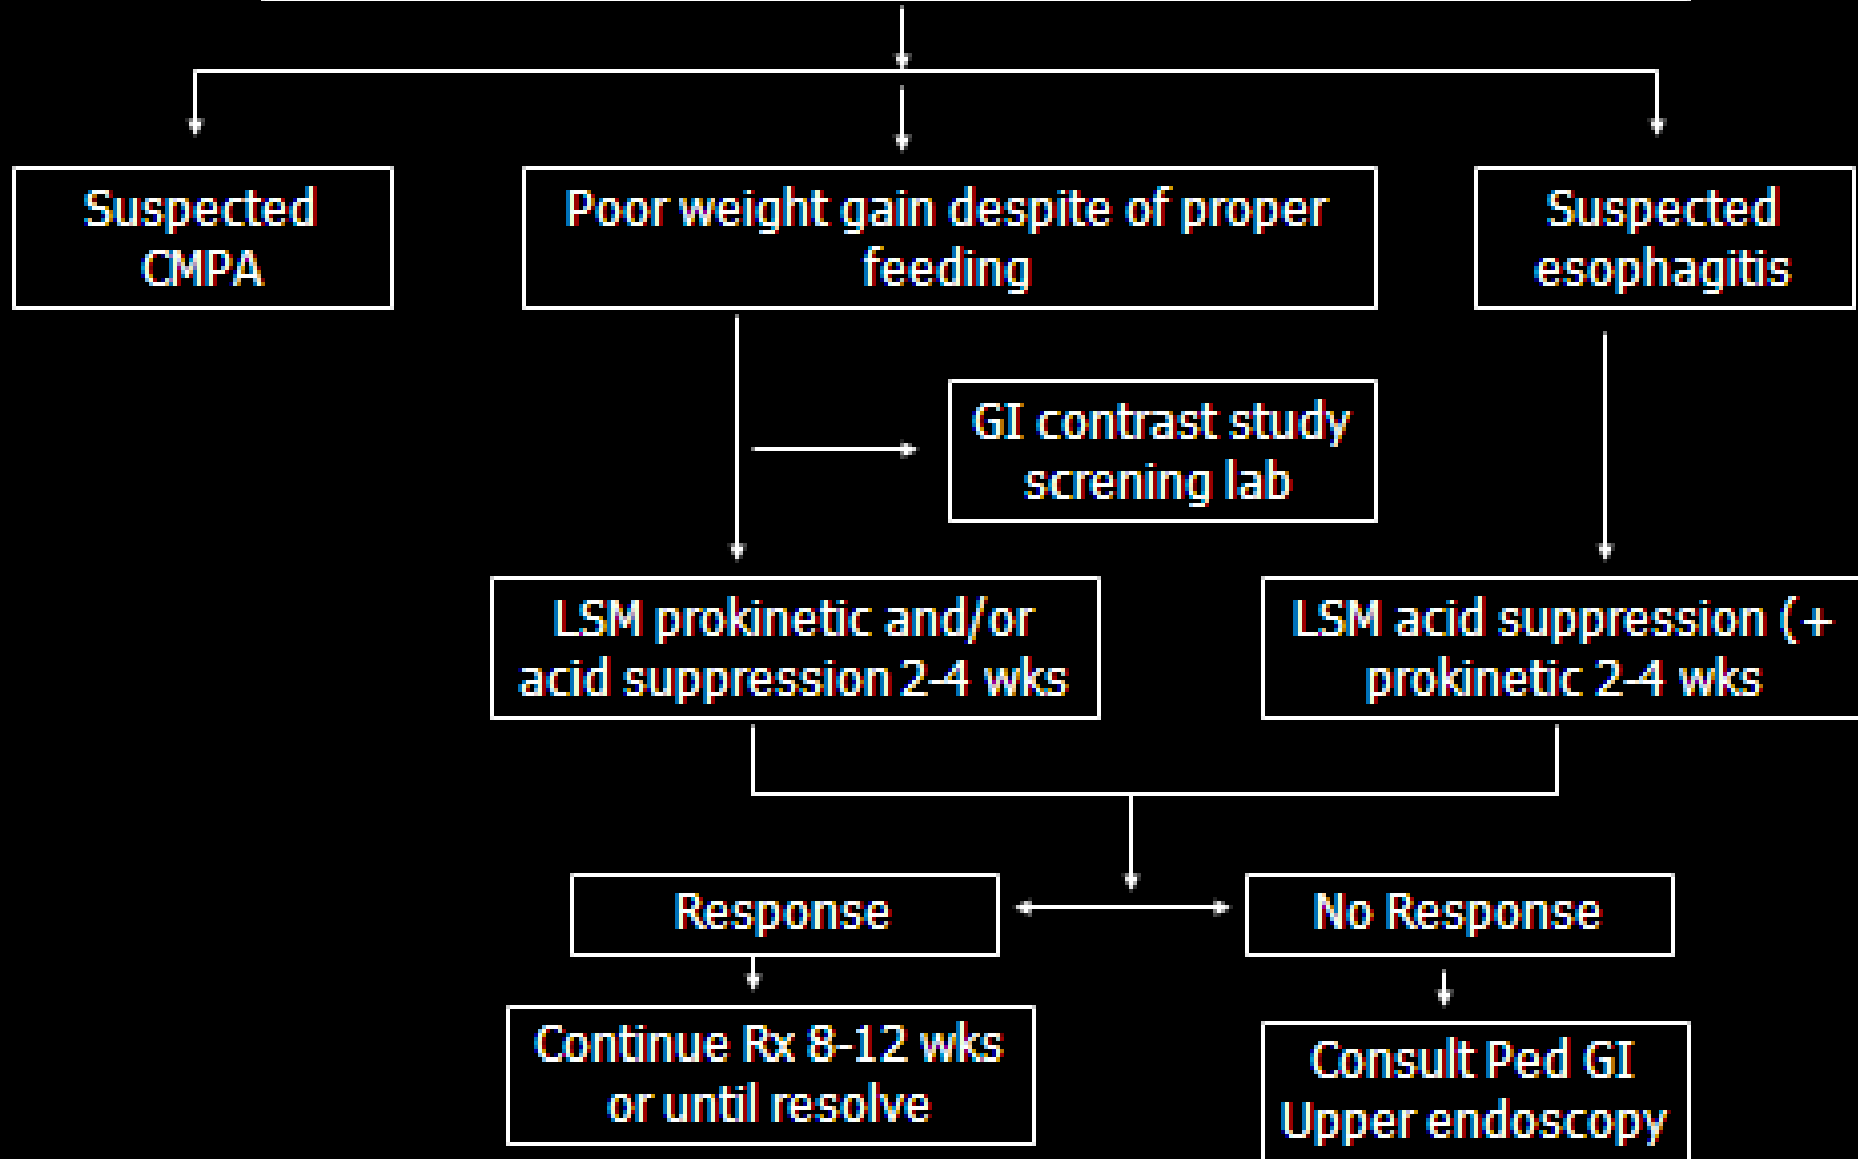 Suspected
CMPA
Poor weight gain despite of proper
feeding
Suspected
esophagitis
GI contrast study
screning lab
LSM prokinetic and/or
acid suppression 2-4 wks
LSM acid suppression (+
prokinetic 2-4 wks
Response
No Response
Continue Rx 8-12 wks
or until resolve
Consult Ped GI
Upper endoscopy